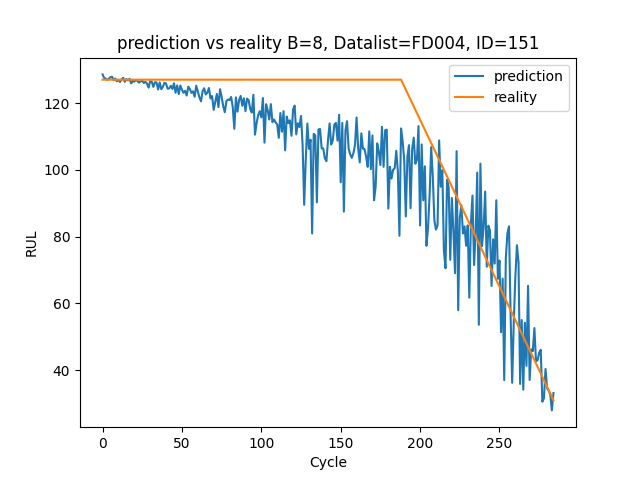 prediction vs reality B=8, Datalist=FD004, ID=151
prediction
reality
RUL
120
100
80
60
40
0 50 100 150 200 250
Cycle